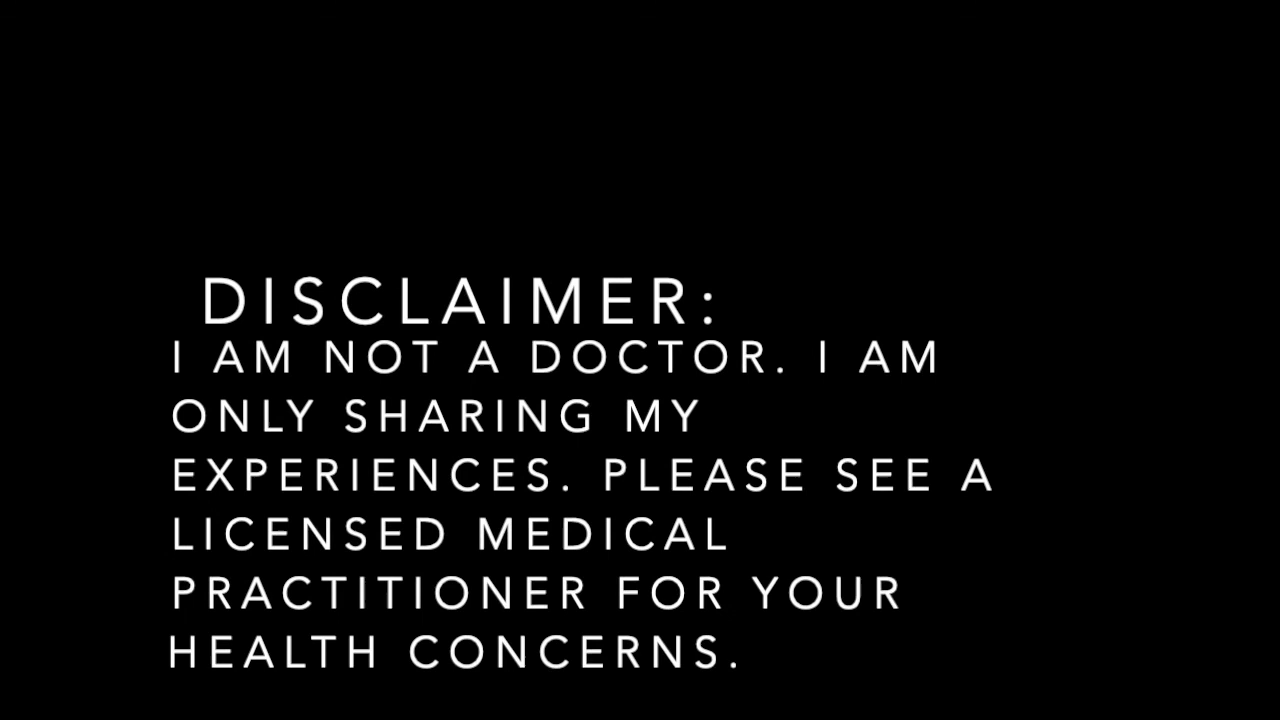 DISCLAIMER:
I AM NOT A DOCTOR. I AM
ONLY SHARING MY
EXPERIENCES. PLEASE SEE A
LICENSED MEDICAL
PRACTITIONER FOR YOUR
HEALTH CONCERNS.